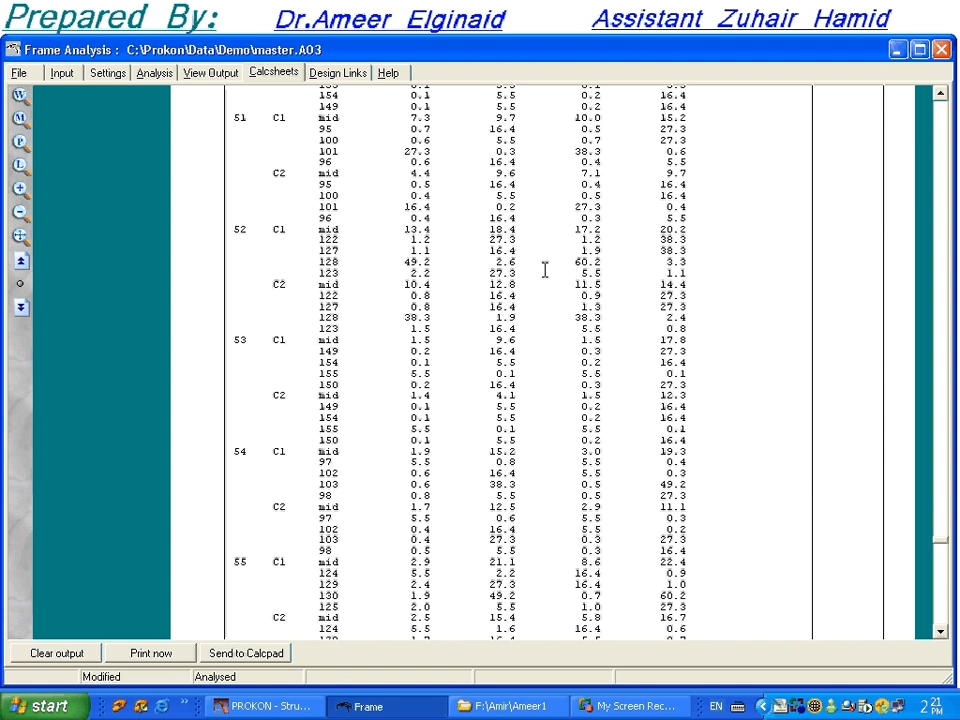 Prepared By: Dr.Ameer Elginaid Assistant Zuhair Hamid
Frame Analysis : C:\Prokon\Data\Demo\master.A03
File Input Settings Analysis View Output Calcsheets Design Links Help
154 0.1 5.5 0.2 16.4
149 0.1 5.5 0.2 16.4
51 C1 mid 7.3 9.7 10.0 15.2
95 0.7 16.4 0.5 27.3
100 0.6 5.5 0.7 27.3
101 27.3 0.3 38.3 0.6
96 0.6 16.4 0.4 5.5
C2 mid 4.4 9.6 7.1 9.7
95 0.5 16.4 0.4 16.4
100 0.4 5.5 0.5 16.4
101 16.4 0.2 27.3 0.4
96 0.4 16.4 0.3 5.5
52 C1 mid 13.4 18.4 17.2 20.2
122 1.2 27.3 1.2 38.3
127 1.1 16.4 1.9 38.3
128 49.2 2.6 60.2 3.3
123 2.2 27.3 5.5 1.1
C2 mid 10.4 12.8 11.5 14.4
122 0.8 16.4 0.9 27.3
127 0.8 16.4 1.3 27.3
128 38.3 1.9 38.3 2.4
123 1.5 16.4 5.5 0.8
53 C1 mid 1.5 9.6 1.5 17.8
149 0.2 16.4 0.3 27.3
154 0.1 5.5 0.2 16.4
155 5.5 0.1 5.5 0.1
150 0.2 16.4 0.3 27.3
C2 mid 1.4 4.1 1.5 12.3
149 0.1 5.5 0.2 16.4
154 0.1 5.5 0.2 16.4
155 5.5 0.1 5.5 0.1
150 0.1 5.5 0.2 16.4
54 C1 mid 1.9 15.2 3.0 19.3
97 5.5 0.8 5.5 0.4
102 0.6 16.4 5.5 0.3
103 0.6 38.3 0.5 49.2
98 0.8 5.5 0.5 27.3
C2 mid 1.7 12.5 2.9 11.1
97 5.5 0.6 5.5 0.3
102 0.4 16.4 5.5 0.2
103 0.4 27.3 0.3 27.3
98 0.5 5.5 0.3 16.4
55 C1 mid 2.9 21.1 8.6 22.4
124 5.5 2.2 16.4 0.9
129 2.4 27.3 16.4 1.0
130 1.9 49.2 0.7 60.2
125 2.0 5.5 1.0 27.3
C2 mid 2.5 15.4 5.8 16.7
124 5.5 1.6 16.4 0.6
Clear output Print now Send to Calcpad
Modified Analysed
start PROKON - Stru... Frame F:\Amir\Ameer1 My Screen Rec... EN 2:21 PM